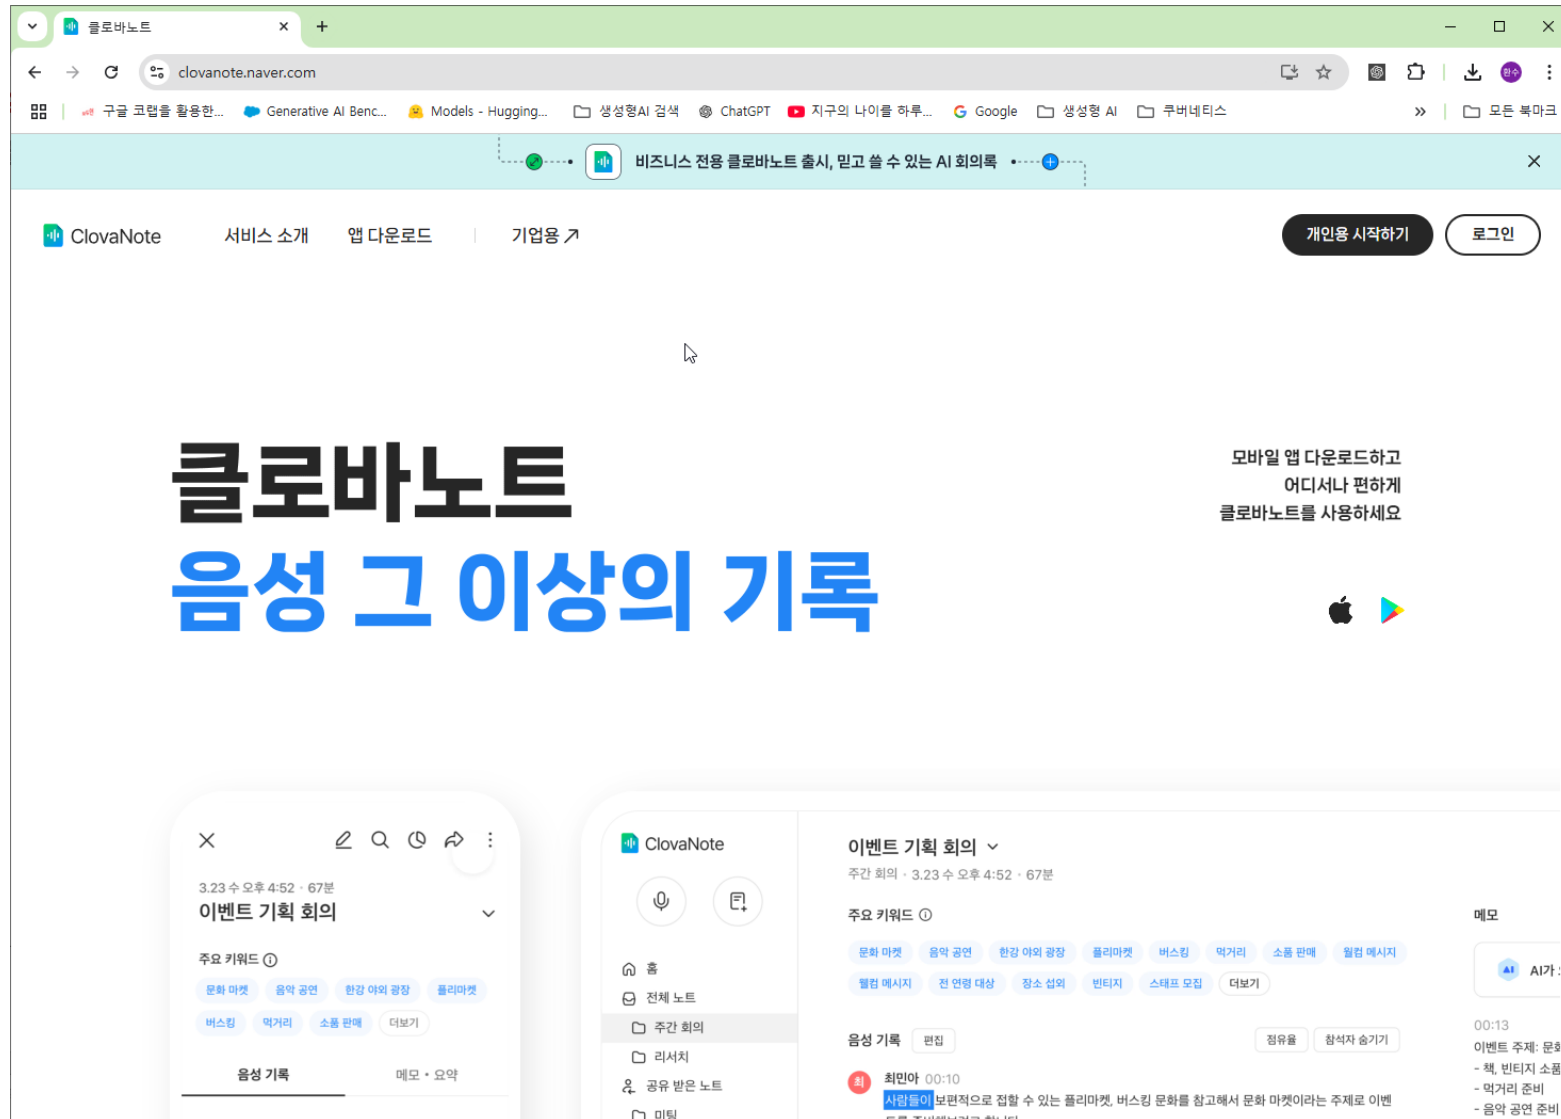 클로바노트
clovanote.naver.com
구글 코랩을 활용한... Generative AI Benc... Models - Hugging... 생성형AI 검색 ChatGPT 지구의 나이를 하루... Google 생성형 AI 쿠버네티스 모든 북마크
비즈니스 전용 클로바노트 출시, 믿고 쓸 수 있는 AI 회의록
ClovaNote 서비스 소개 앱 다운로드 기업용 개인용 시작하기 로그인
클로바노트
음성 그 이상의 기록
모바일 앱 다운로드하고
어디서나 편하게
클로바노트를 사용하세요
3.23 수 오후 4:52 · 67분
이벤트 기획 회의
주요 키워드
문화 마켓 음악 공연 한강 야외 광장 플리마켓
버스킹 먹거리 소품 판매 더보기
음성 기록 메모 • 요약
ClovaNote
홈
전체 노트
주간 회의
리서치
공유 받은 노트
미팅
이벤트 기획 회의
주간 회의 · 3.23 수 오후 4:52 · 67분
주요 키워드
문화 마켓 음악 공연 한강 야외 광장 플리마켓 버스킹 먹거리 소품 판매 웰컴 메시지
웰컴 메시지 전 연령 대상 장소 섭외 빈티지 스태프 모집 더보기
음성 기록 편집 점유율 참석자 숨기기
최 최민아 00:10
사람들이 보편적으로 접할 수 있는 플리마켓, 버스킹 문화를 참고해서 문화 마켓이라는 주제로 이벤
메모
AI AI가
00:13
이벤트 주제: 문화
- 책, 빈티지 소품
- 먹거리 준비
- 음악 공연 준비